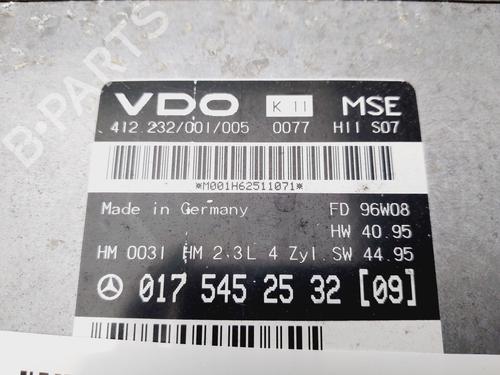 B-PARTS
VDO K II MSE
412.232/001/005 0077 H11 S07
*M001H62511071*
Made in Germany FD 96W08
HW 40.95
HM 003I HM 2.3L 4 Zyl. SW 44.95
017 545 25 32 [09]